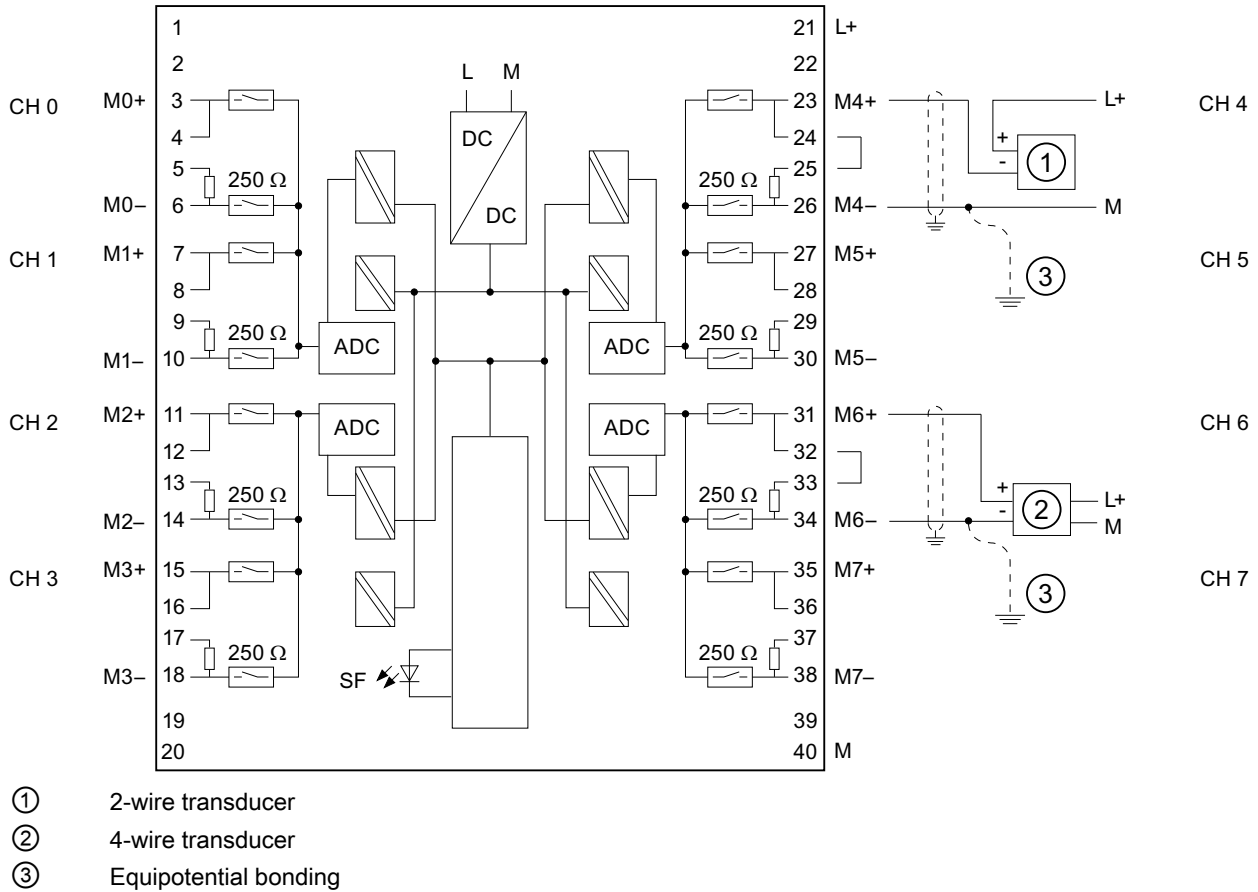 1 21 L+
2 22
L M
CH 0 M0+ 3 23 M4+ L+ CH 4
4 DC 24
+
5 25 - 1
250 Ω 250 Ω
M0– 6 26 M4– M
DC
CH 1 M1+ 7 27 M5+ CH 5
3
8 28
9 29
250 Ω 250 Ω
ADC ADC
M1– 10 30 M5–
CH 2 M2+ 11 31 M6+ CH 6
ADC ADC
12 32
13 33
250 Ω 250 Ω
+ L+
2
-
M2– 14 34 M6– M
CH 3 M3+ 15 35 M7+ CH 7
3
16 36
17 37
250 Ω 250 Ω
M3– 18 SF 38 M7–
19 39
20 40 M
1 2-wire transducer
2 4-wire transducer
3 Equipotential bonding